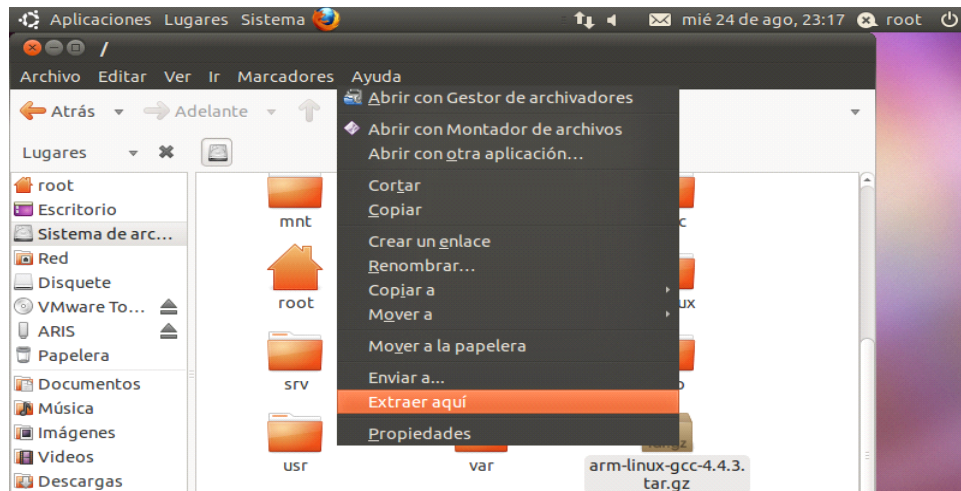 Aplicaciones Lugares Sistema
mié 24 de ago, 23:17 root
/
Archivo Editar Ver Ir Marcadores Ayuda
Atrás Adelante
Lugares
root
Escritorio
Sistema de arc...
Red
Disquete
VMware To...
ARIS
Papelera
Documentos
Música
Imágenes
Videos
Descargas
mnt
root
srv
usr
var
Abrir con Gestor de archivadores
Abrir con Montador de archivos
Abrir con otra aplicación...
Cortar
Copiar
Crear un enlace
Renombrar...
Copiar a
Mover a
Mover a la papelera
Enviar a...
Extraer aquí
Propiedades
c
ux
arm-linux-gcc-4.4.3.
tar.gz